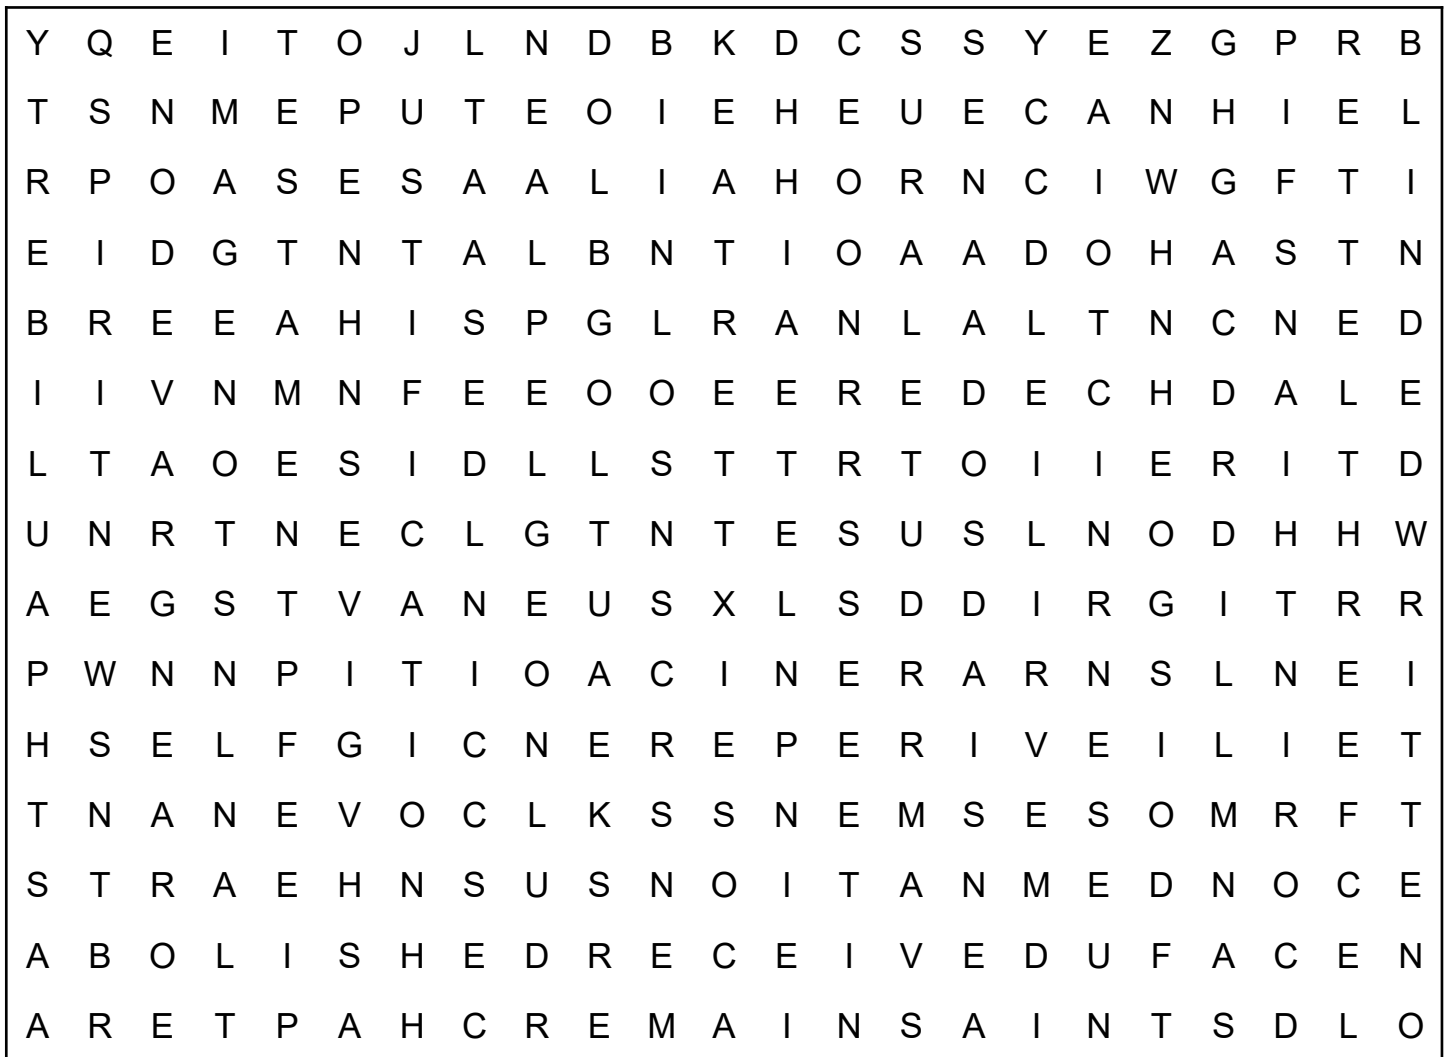 Y Q E I T O J L N D B K D C S S Y E Z G P R B
T S N M E P U T E O I E H E U E C A N H I E L
R P O A S E S A A L I A H O R N C I W G F T I
E I D G T N T A L B N T I O A A D O H A S T N
B R E E A H I S P G L R A N L A L T N C N E D
I I V N M N F E E O O E E R E D E C H D A L E
L T A O E S I D L L S T T R T O I I E R I T D
U N R T N E C L G T N T E S U S L N O D H H W
A E G S T V A N E U S X L S D D I R G I T R R
P W N N P I T I O A C I N E R A R N S L N E I
H S E L F G I C N E R E P E R I V E I L I E T
T N A N E V O C L K S S N E M S E S O M R F T
S T R A E H N S U S N O I T A N M E D N O C E
A B O L I S H E D R E C E I V E D U F A C E N
A R E T P A H C R E M A I N S A I N T S D L O